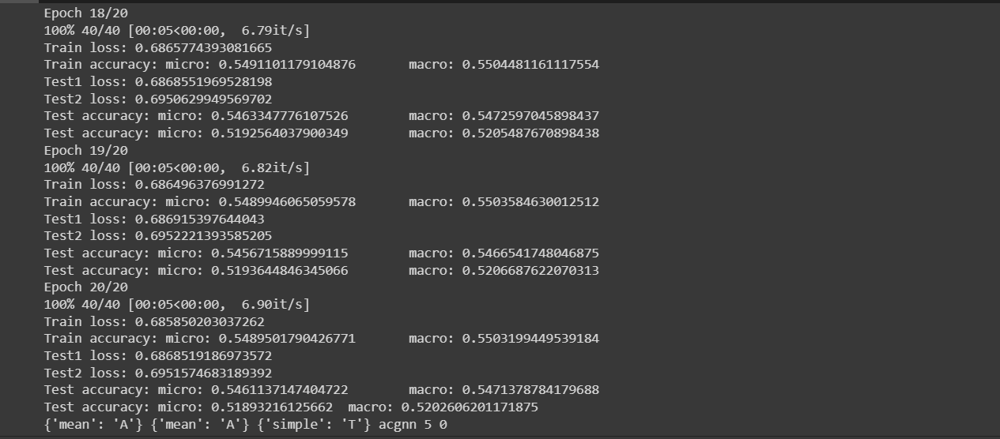 Epoch 18/20
100% 40/40 [00:05<00:00,  6.79it/s]
Train loss: 0.6865774393081665
Train accuracy: micro: 0.5491101179104876 macro: 0.5504481161117554
Test1 loss: 0.6868551969528198
Test2 loss: 0.6950629949569702
Test accuracy: micro: 0.5463347776107526 macro: 0.5472597045898437
Test accuracy: micro: 0.5192564037900349 macro: 0.5205487670898438
Epoch 19/20
100% 40/40 [00:05<00:00,  6.82it/s]
Train loss: 0.686496376991272
Train accuracy: micro: 0.5489946065059578 macro: 0.5503584630012512
Test1 loss: 0.686915397644043
Test2 loss: 0.6952221393585205
Test accuracy: micro: 0.5456715889999115 macro: 0.5466541748046875
Test accuracy: micro: 0.5193644846345066 macro: 0.5206687622070313
Epoch 20/20
100% 40/40 [00:05<00:00,  6.90it/s]
Train loss: 0.685850203037262
Train accuracy: micro: 0.5489501790426771 macro: 0.5503199449539184
Test1 loss: 0.6868519186973572
Test2 loss: 0.6951574683189392
Test accuracy: micro: 0.5461137147404722 macro: 0.5471378784179688
Test accuracy: micro: 0.51893216125662 macro: 0.5202606201171875
{'mean': 'A'} {'mean': 'A'} {'simple': 'T'} acgnn 5 0